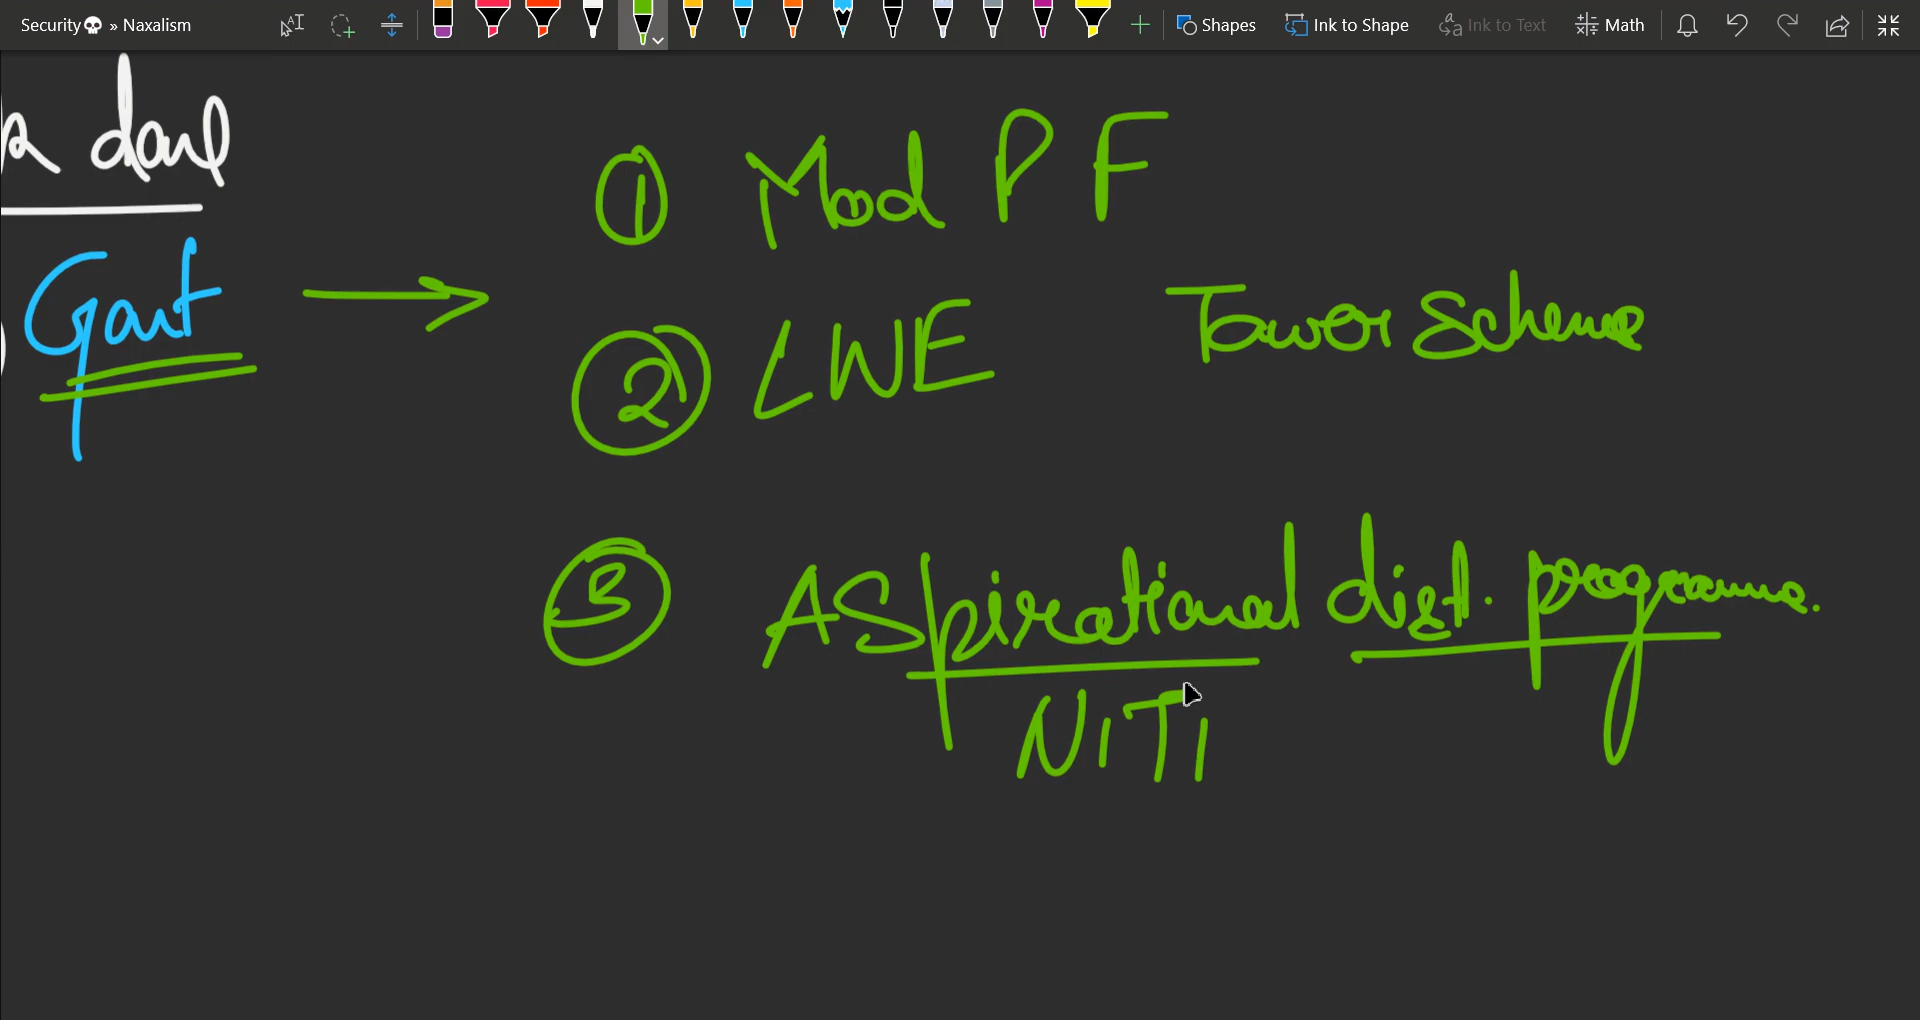 Security💀 » Naxalism
Shapes
Ink to Shape
Ink to Text
Math
Govt
① Mod PF
② LWE Tower Scheme
③ Aspirational dist. programme.
NITI